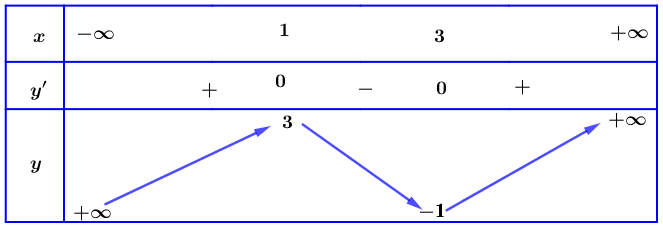 x −∞ 1 3 +∞
y′ + 0 − 0 +
3 +∞
y
+∞ −1